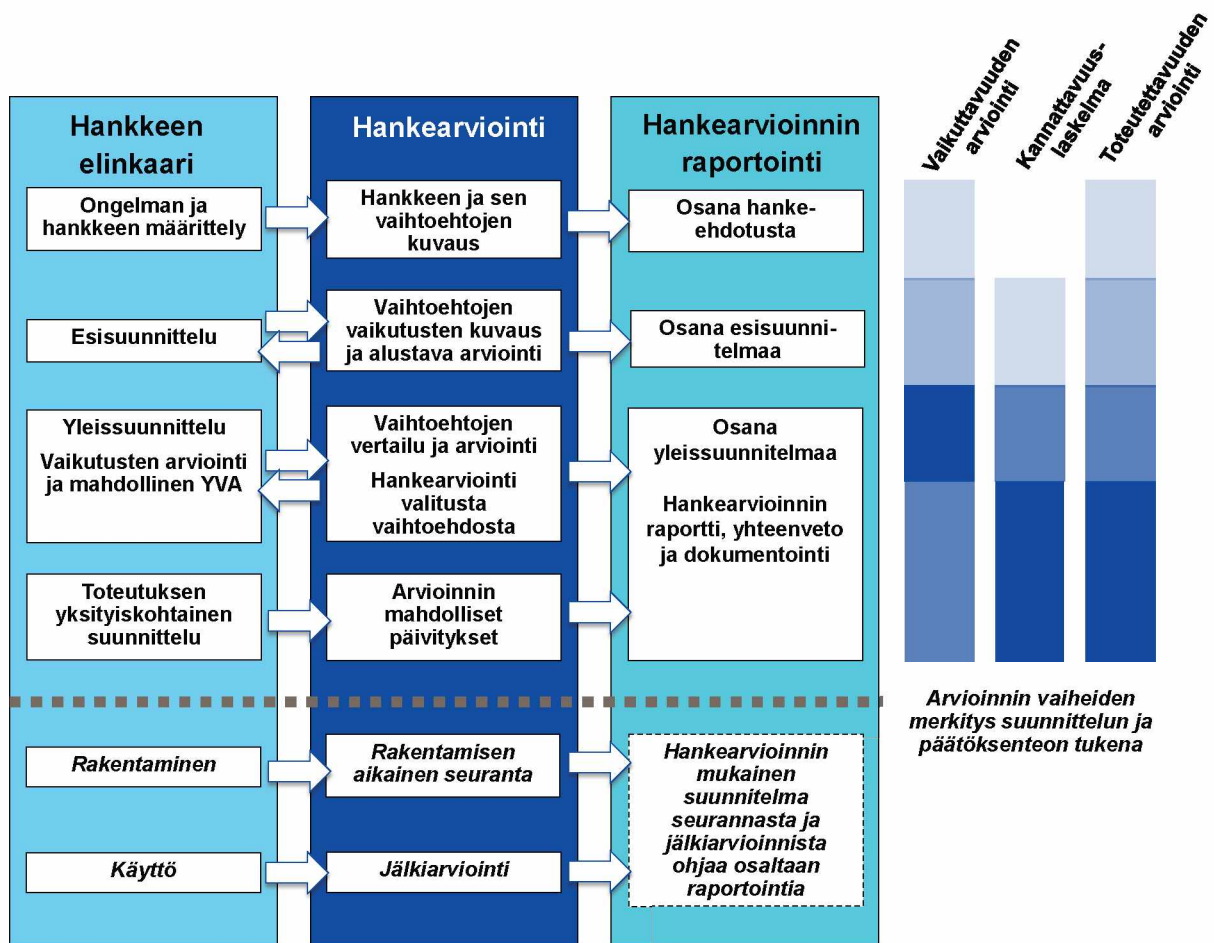 Hankkeen
elinkaari
Ongelman ja
hankkeen määrittely
Esisuunnittelu
Yleissuunnittelu
Vaikutusten arviointi
ja mahdollinen YVA
Toteutuksen
yksityiskohtainen
suunnittelu
Rakentaminen
Käyttö
Hankearviointi
Hankkeen ja sen
vaihtoehtojen
kuvaus
Vaihtoehtojen
vaikutusten kuvaus
ja alustava arviointi
Vaihtoehtojen
vertailu ja arviointi
Hankearviointi
valitusta
vaihtoehdosta
Arvioinnin
mahdolliset
päivitykset
Rakentamisen
aikainen seuranta
Jälkiarviointi
Hankearvioinnin
raportointi
Osana hanke-
ehdotusta
Osana esisuunni-
telmaa
Osana
yleissuunnitelmaa
Hankearvioinnin
raportti, yhteenveto
ja dokumentointi
Hankearvioinnin
mukainen
suunnitelma
seurannasta ja
jälkiarvioinnista
ohjaa osaltaan
raportointia
Vaikuttavuuden
arviointi
Kannattavuus-
laskelma
Toteutettavuuden
arviointi
Arvioinnin vaiheiden
merkitys suunnittelun ja
päätöksenteon tukena